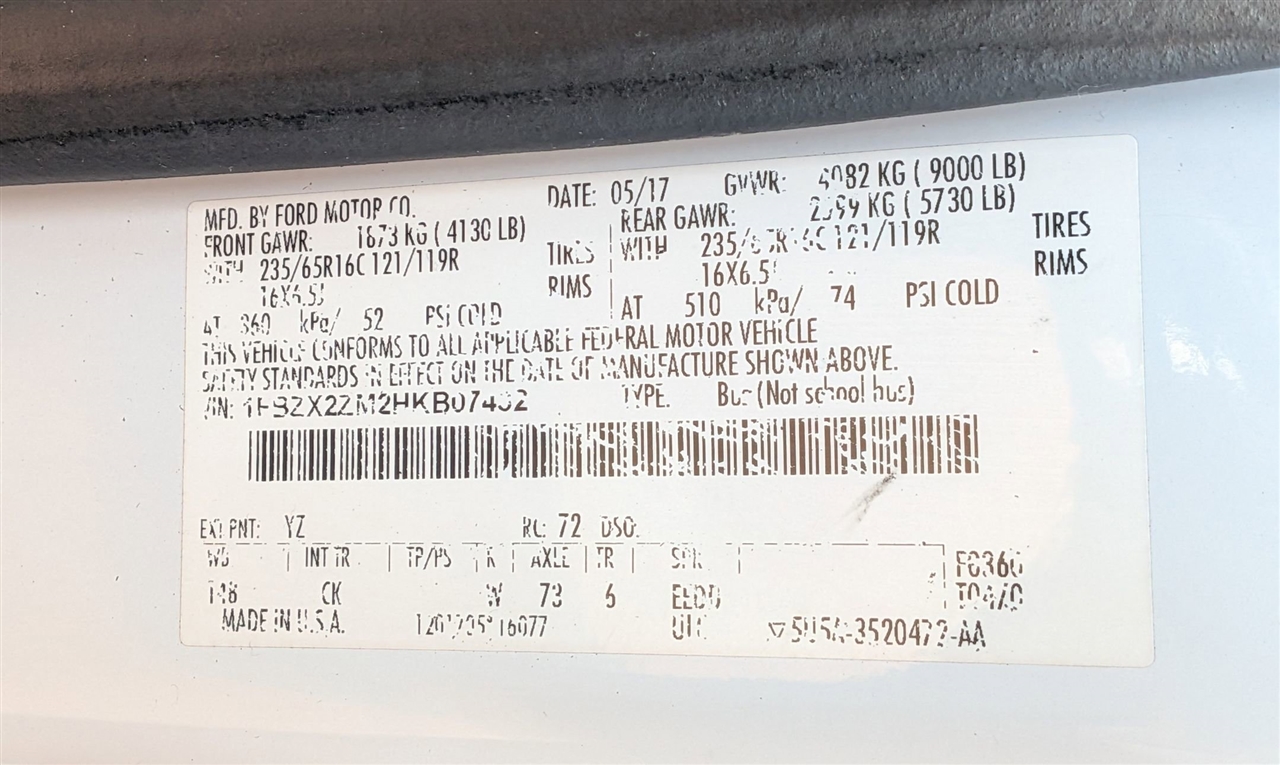 MFD. BY FORD MOTOR CO. DATE: 05/17 GVWR: 4082 KG ( 9000 LB)
FRONT GAWR: 1873 KG ( 4130 LB) REAR GAWR: 2599 KG ( 5730 LB)
WITH 235/65R16C 121/119R TIRES WITH 235/65R16C 121/119R TIRES
16X6.5J RIMS 16X6.5J RIMS
AT 360 kPa/ 52 PSI COLD AT 510 kPa/ 74 PSI COLD
THIS VEHICLE CONFORMS TO ALL APPLICABLE FEDERAL MOTOR VEHICLE
SAFETY STANDARDS IN EFFECT ON THE DATE OF MANUFACTURE SHOWN ABOVE.
VIN: TYPE: Bus (Not school bus)
EXT PNT: YZ RC: 72 DSO:
WB INT TR TP/PS R AXLE TR SPR
148 CK W 73 6
MADE IN U.S.A.